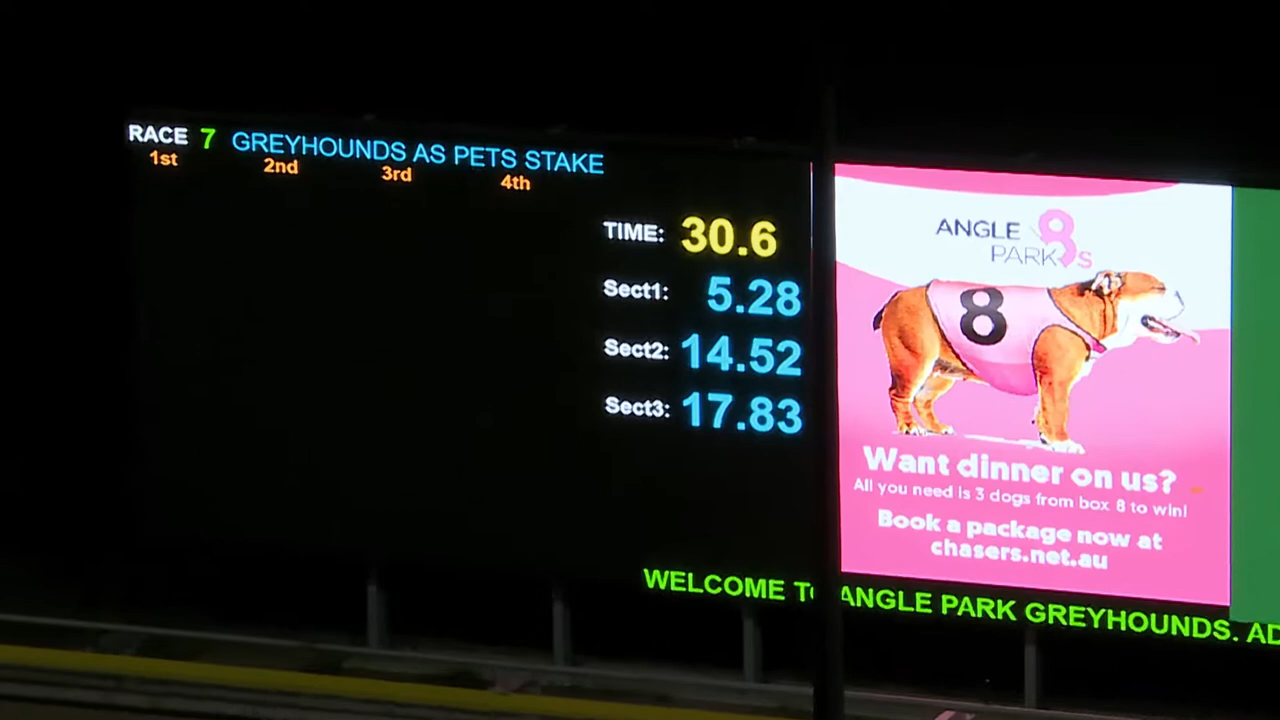 RACE 7 GREYHOUNDS AS PETS STAKE
1st 2nd 3rd 4th
TIME: 30.6
Sect1: 5.28
Sect2: 14.52
Sect3: 17.83
ANGLE
PARK 8s
8
Want dinner on us?
All you need is 3 dogs from box 8 to win!
Book a package now at
chasers.net.au
WELCOME TO ANGLE PARK GREYHOUNDS. AD